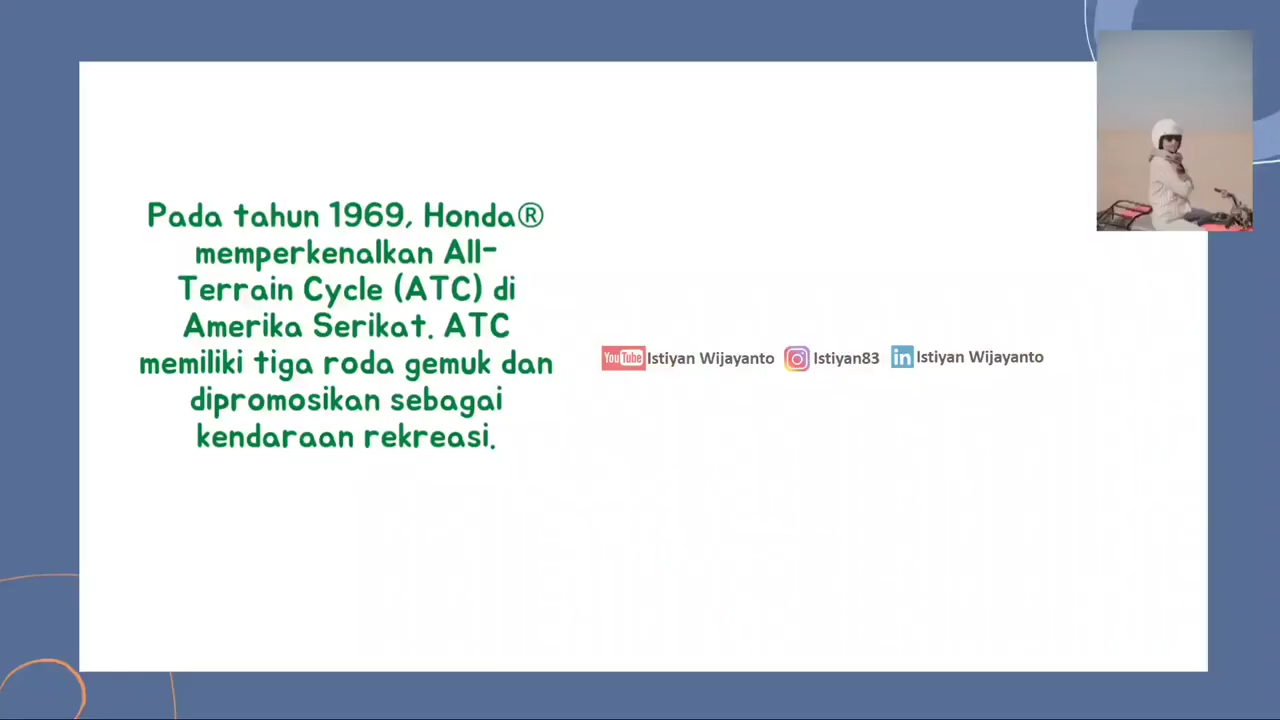 Pada tahun 1969, Honda®
memperkenalkan All-
Terrain Cycle (ATC) di
Amerika Serikat. ATC
memiliki tiga roda gemuk dan
dipromosikan sebagai
kendaraan rekreasi.
YouTube Istiyan Wijayanto Istiyan83 in Istiyan Wijayanto